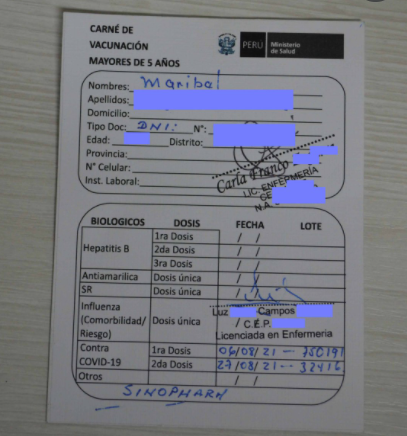 CARNÉ DE
VACUNACIÓN
MAYORES DE 5 AÑOS
PERÚ Ministerio
de Salud
Nombres: Maribel
Apellidos:
Domicilio:
Tipo Doc: DNI: N°:
Edad: Distrito:
Provincia:
N° Celular:
Inst. Laboral:
Carla Franco
LIC. ENFERMERÍA
BIOLOGICOS DOSIS FECHA LOTE
Hepatitis B 1ra Dosis / /
2da Dosis / /
3ra Dosis / /
Antiamarilica Dosis única / /
SR Dosis única / /
Influenza
(Comorbilidad/
Riesgo) Dosis única
Luz Campos
/ C.E.P.
Licenciada en Enfermeria
Contra
COVID-19 1ra Dosis 06/08/21 -- 
2da Dosis 27/08/21 -- 32416
Otros / /
SINOPHARM